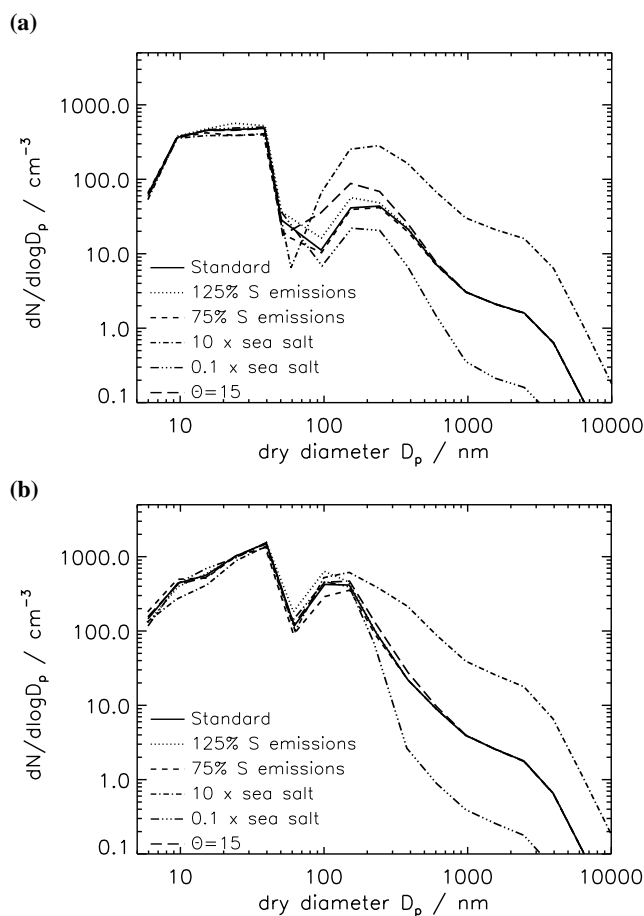 (a)
1000.0
100.0
10.0
1.0
0.1
dN/dlogDₚ / cm⁻³
Standard
125% S emissions
75% S emissions
10 x sea salt
0.1 x sea salt
Θ=15
10
100
1000
10000
dry diameter Dₚ / nm
(b)
1000.0
100.0
10.0
1.0
0.1
dN/dlogDₚ / cm⁻³
Standard
125% S emissions
75% S emissions
10 x sea salt
0.1 x sea salt
Θ=15
10
100
1000
10000
dry diameter Dₚ / nm